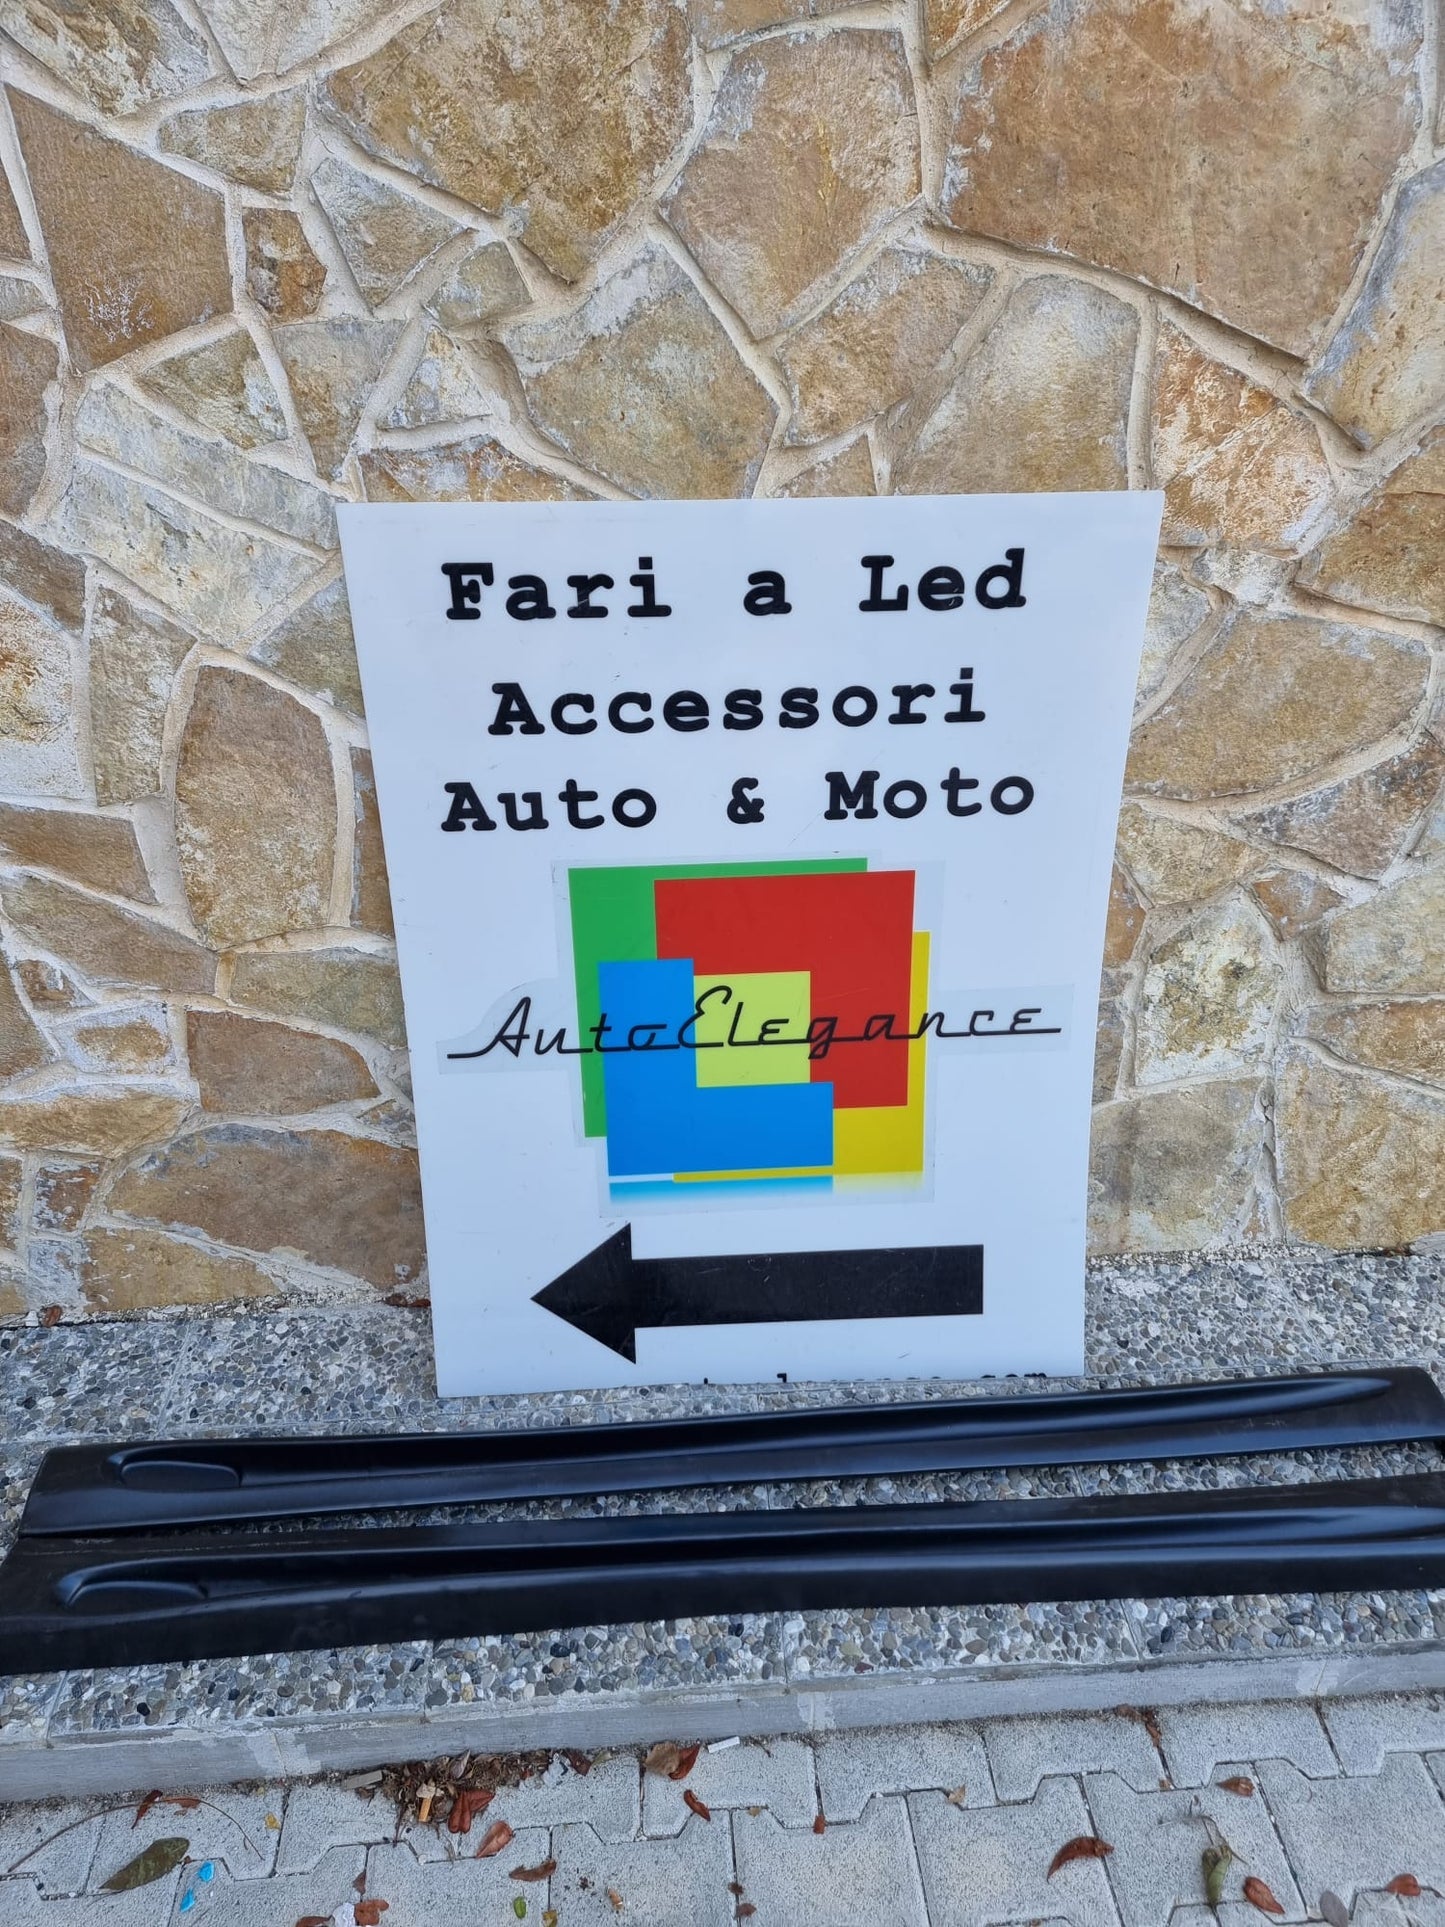 Fari a Led
Accessori
Auto & Moto
AutoElegance